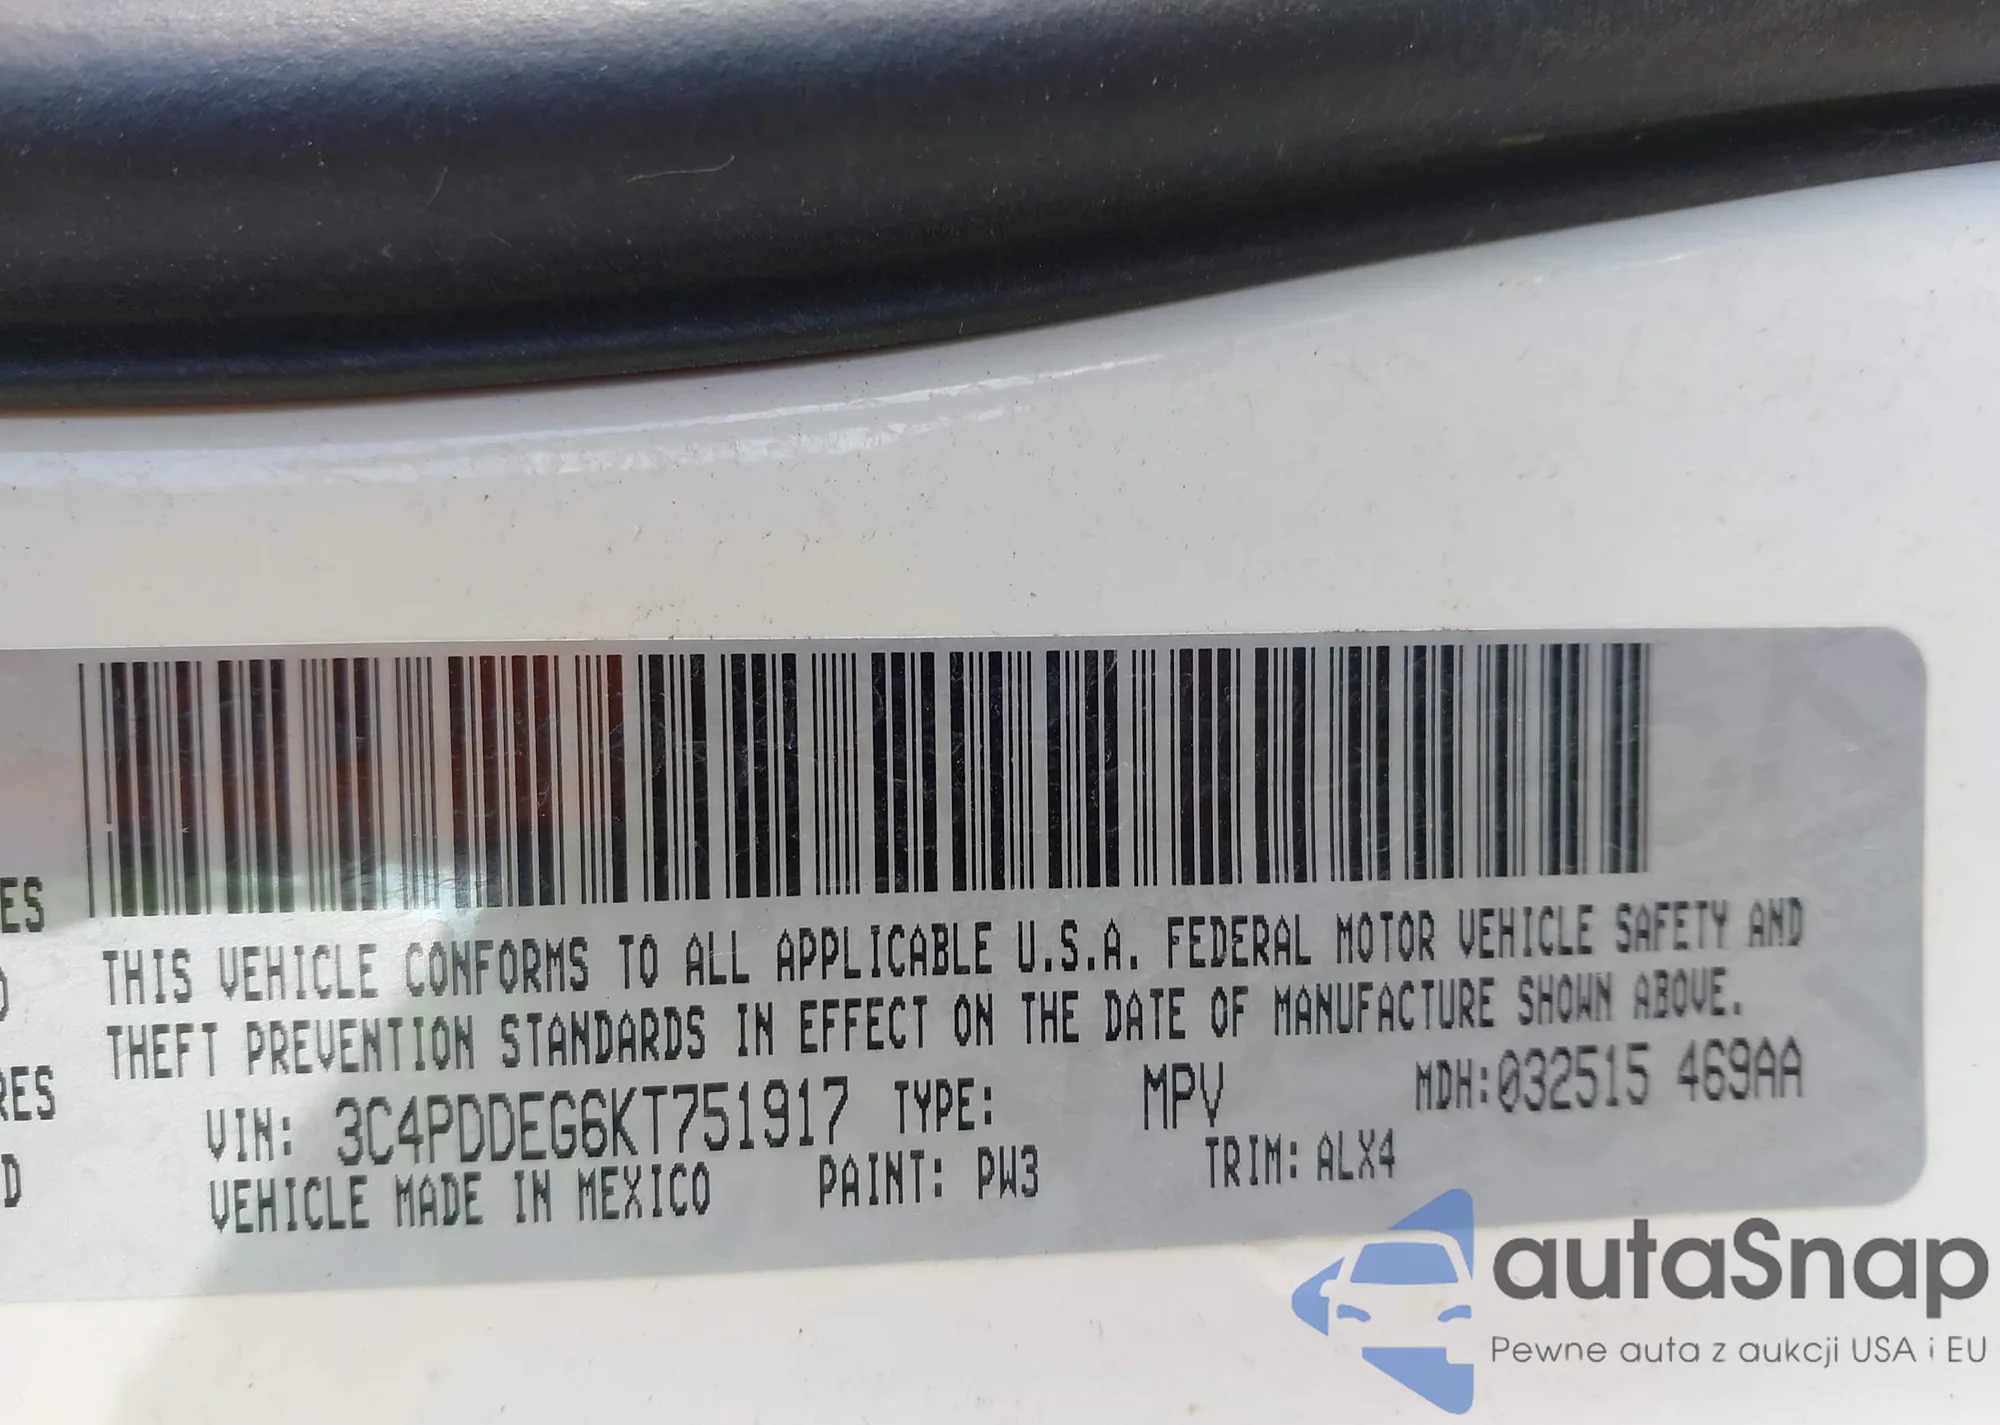 ES
THIS VEHICLE CONFORMS TO ALL APPLICABLE U.S.A. FEDERAL MOTOR VEHICLE SAFETY AND
THEFT PREVENTION STANDARDS IN EFFECT ON THE DATE OF MANUFACTURE SHOWN ABOVE.
RES
VIN: 3C4PDDEG6KT751917 TYPE: MPV MDH:032515 469AA
D
VEHICLE MADE IN MEXICO PAINT: PW3 TRIM: ALX4
autaSnap
Pewne auta z aukcji USA i EU